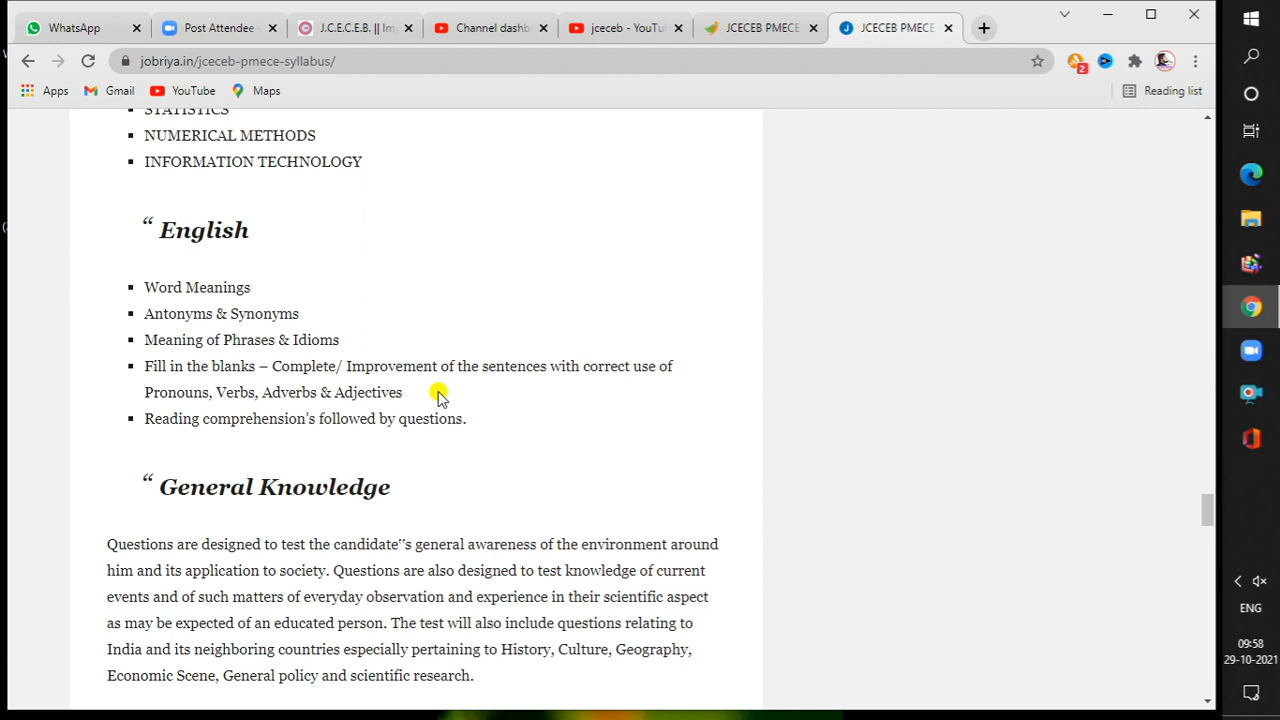 WhatsApp
Post Attendee
J.C.E.C.E.B. || Im
Channel dashb
jceceb - YouTu
JCECEB PMECE
JCECEB PMECE
jobriya.in/jceceb-pmece-syllabus/
2
Apps
Gmail
YouTube
Maps
Reading list
STATISTICS
NUMERICAL METHODS
INFORMATION TECHNOLOGY
“ English
Word Meanings
Antonyms & Synonyms
Meaning of Phrases & Idioms
Fill in the blanks – Complete/ Improvement of the sentences with correct use of
Pronouns, Verbs, Adverbs & Adjectives
Reading comprehension’s followed by questions.
“ General Knowledge
Questions are designed to test the candidate‟s general awareness of the environment around
him and its application to society. Questions are also designed to test knowledge of current
events and of such matters of everyday observation and experience in their scientific aspect
as may be expected of an educated person. The test will also include questions relating to
India and its neighboring countries especially pertaining to History, Culture, Geography,
Economic Scene, General policy and scientific research.
ENG
09:58
29-10-2021